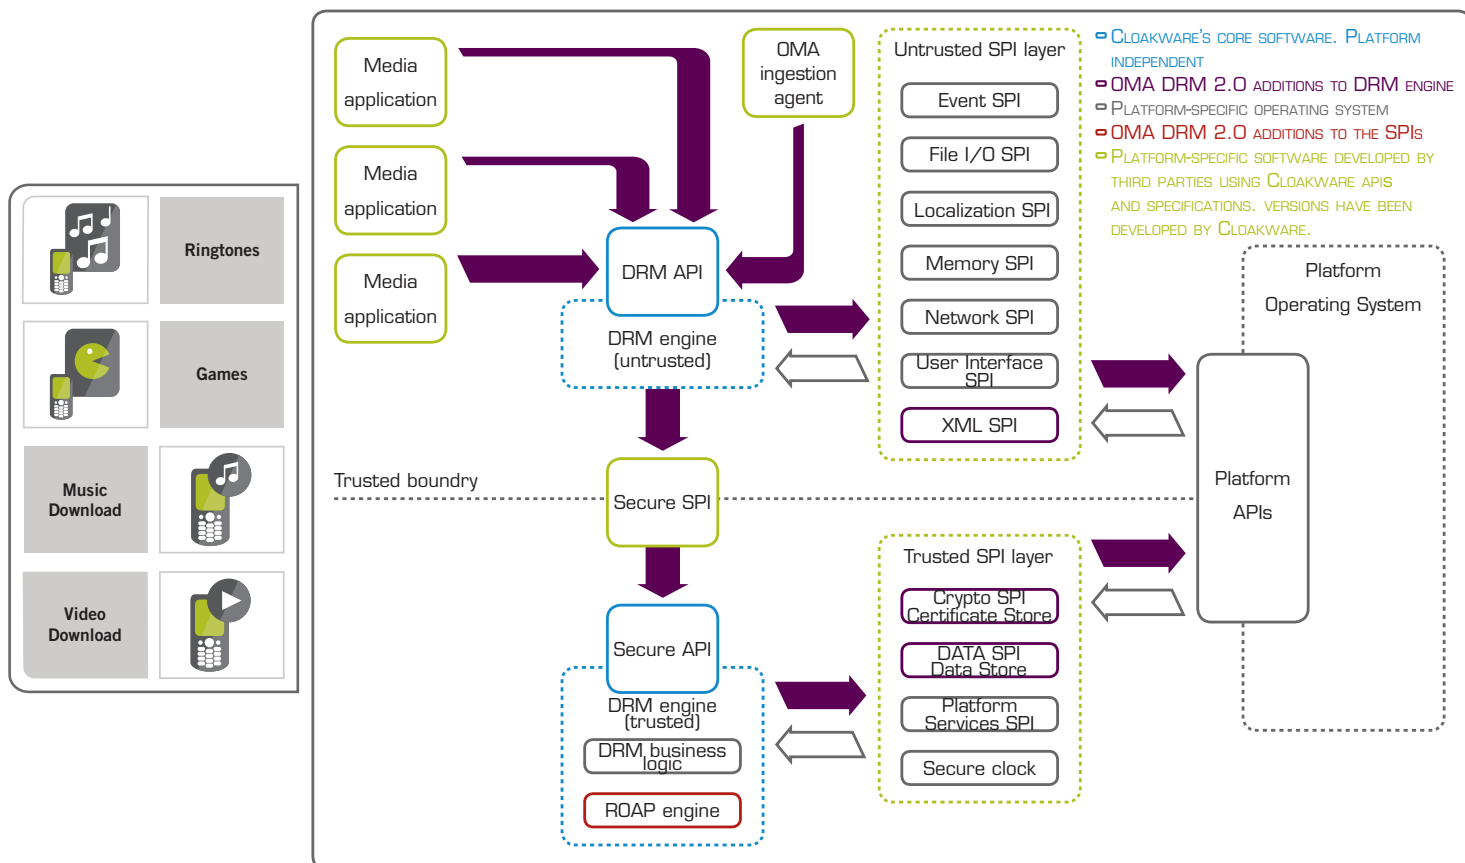 Ringtones
Games
Music
Download
Video
Download
Media
application
Media
application
Media
application
OMA
ingestion
agent
DRM API
DRM engine
(untrusted)
Trusted boundry
Secure SPI
Secure API
DRM engine
(trusted)
DRM business
logic
ROAP engine
Untrusted SPI layer
Event SPI
File I/O SPI
Localization SPI
Memory SPI
Network SPI
User Interface
SPI
XML SPI
Trusted SPI layer
Crypto SPI
Certificate Store
DATA SPI
Data Store
Platform
Services SPI
Secure clock
Cloakware's core software. Platform
independent
OMA DRM 2.0 additions to DRM engine
Platform-specific operating system
OMA DRM 2.0 additions to the SPIs
Platform-specific software developed by
third parties using Cloakware apis
and specifications. versions have been
developed by Cloakware.
Platform
Operating System
Platform
APIs